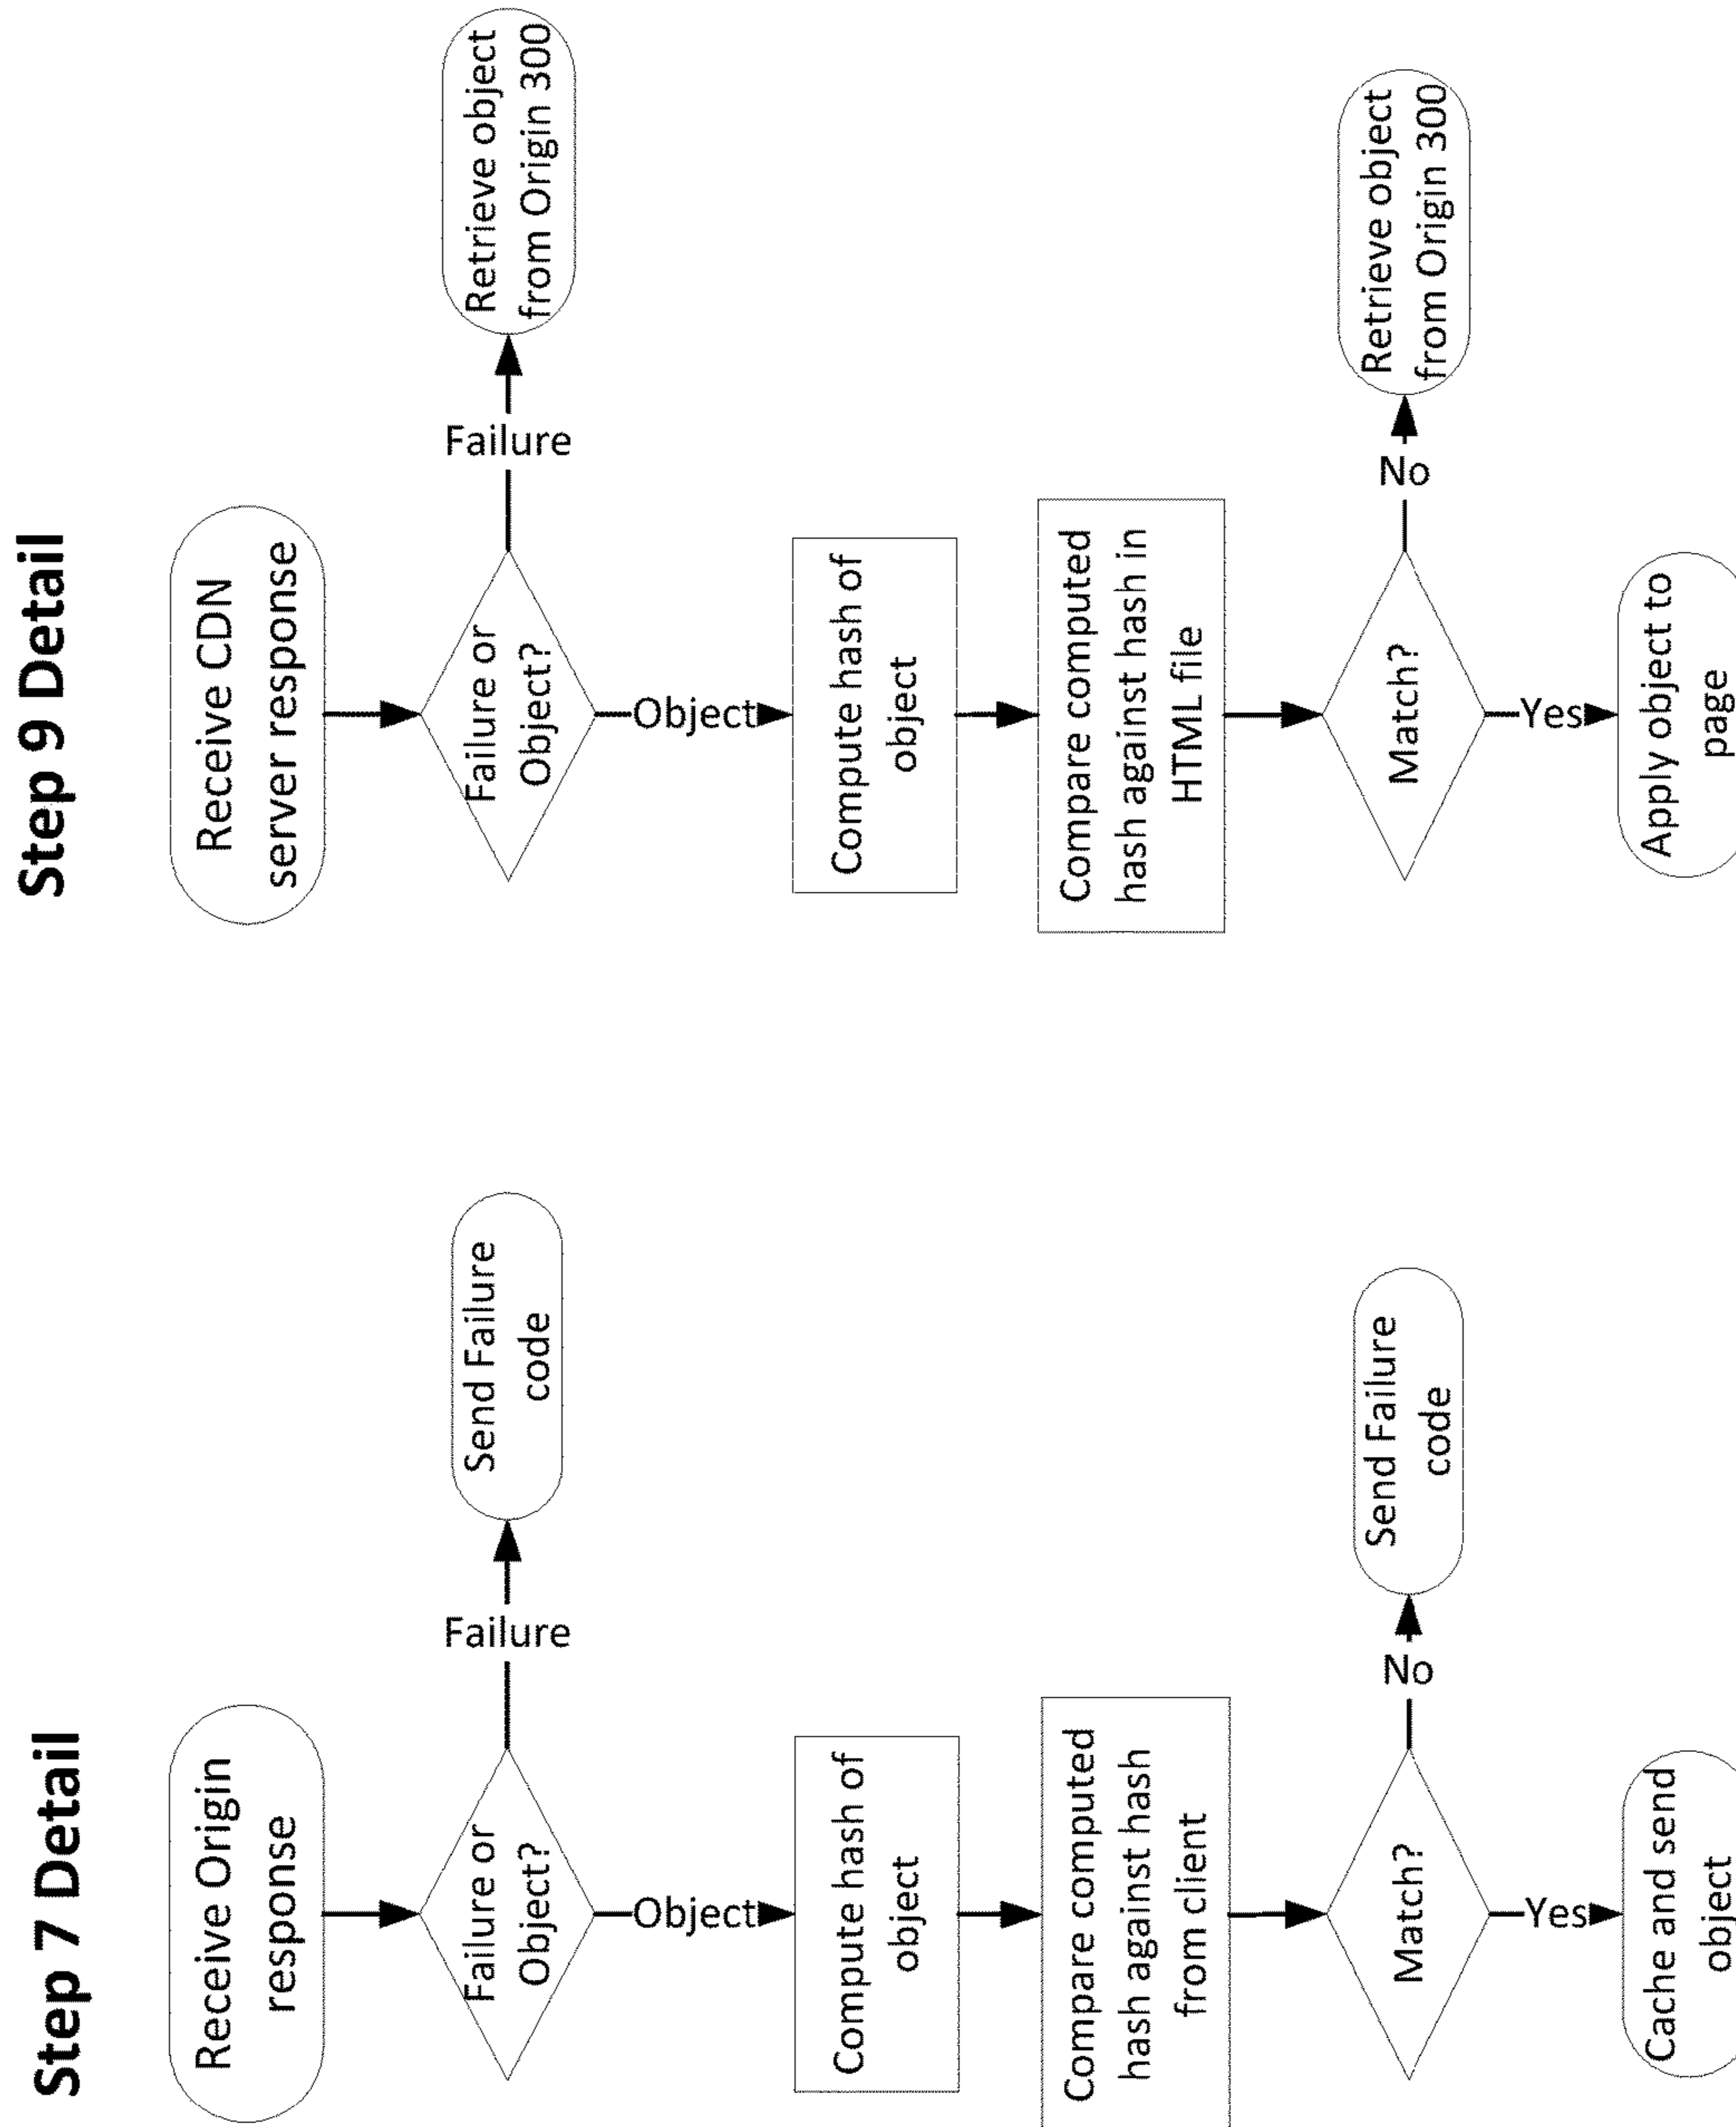 Step 7 Detail
Receive Origin
response
Failure or
Object?
Failure
Send Failure
code
Object
Compute hash of
object
Compare computed
hash against hash
from client
Match?
No
Send Failure
code
Yes
Cache and send
object
Step 9 Detail
Receive CDN
server response
Failure or
Object?
Failure
Retrieve object
from Origin 300
Object
Compute hash of
object
Compare computed
hash against hash in
HTML file
Match?
No
Retrieve object
from Origin 300
Yes
Apply object to
page